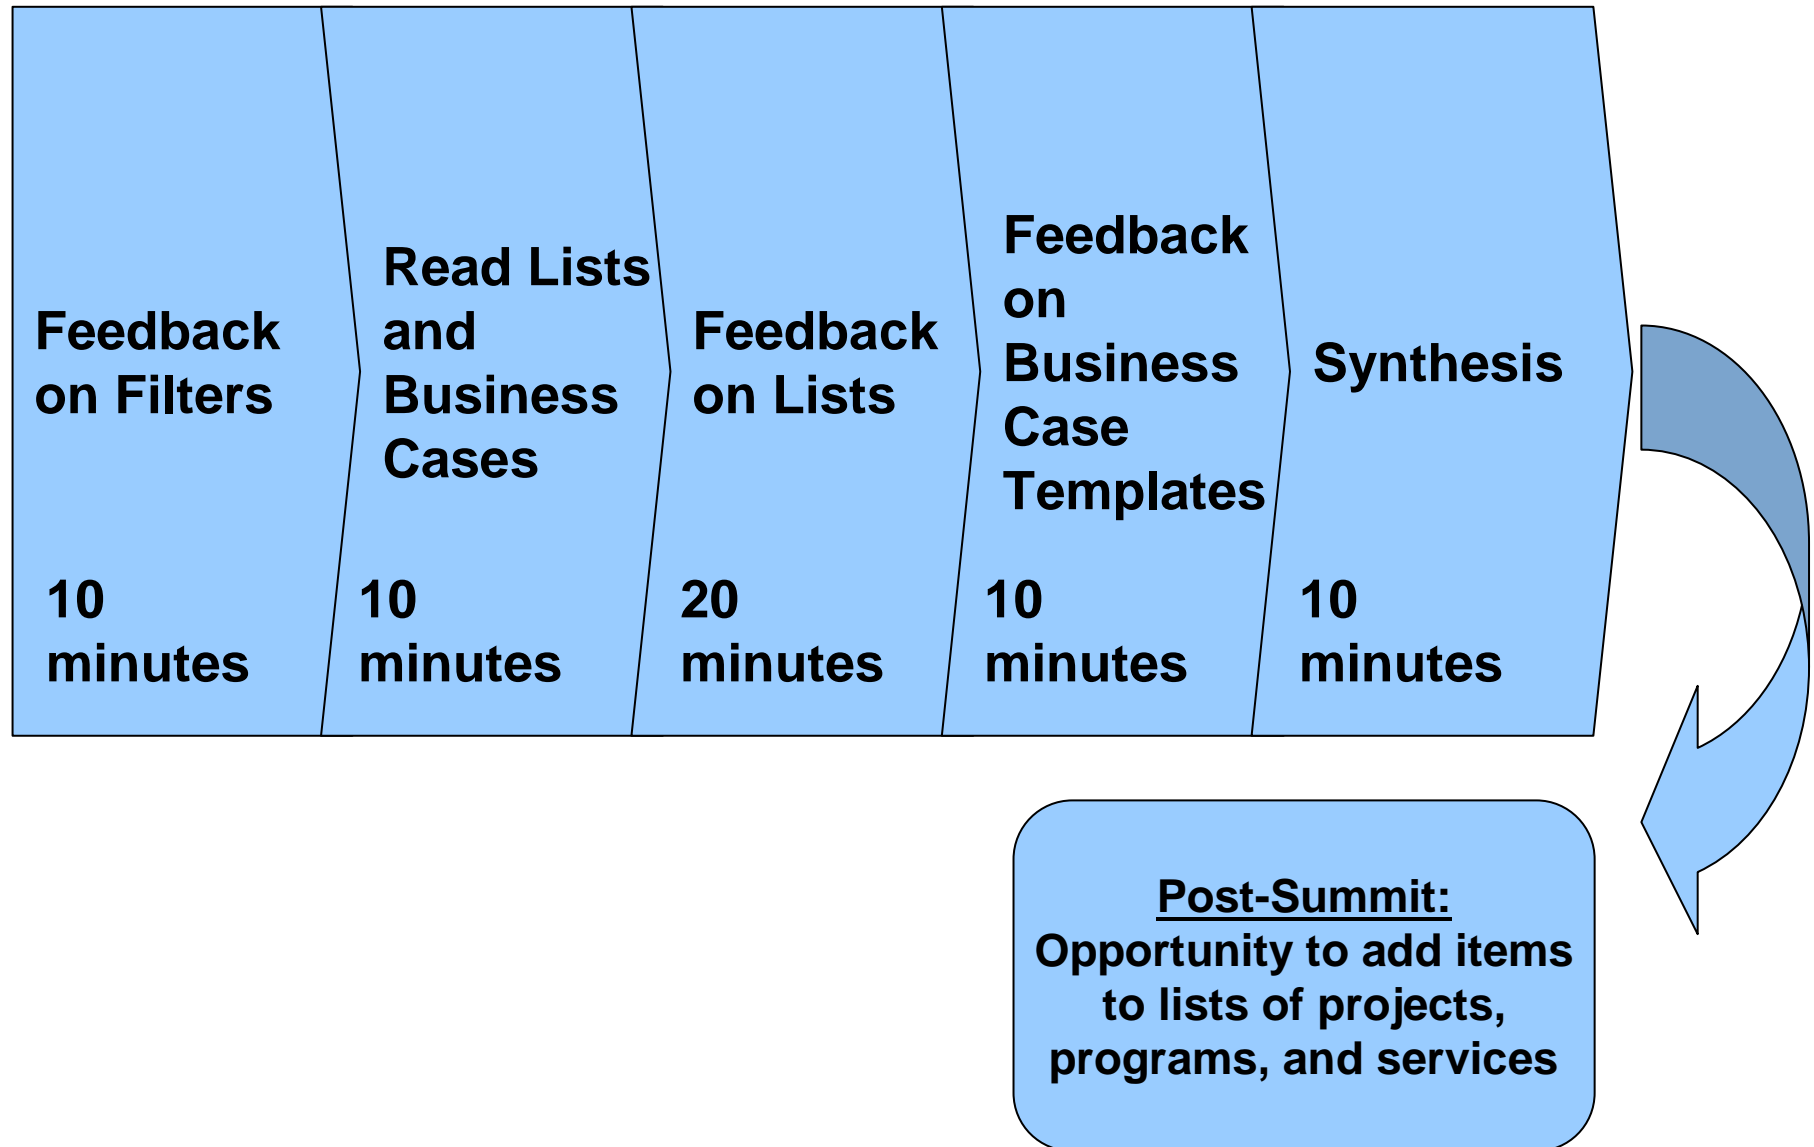 Feedback
on Filters
10
minutes
Read Lists
and
Business
Cases
10
minutes
Feedback
on Lists
20
minutes
Feedback
on
Business
Case
Templates
10
minutes
Synthesis
10
minutes
Post-Summit:
Opportunity to add items
to lists of projects,
programs, and services